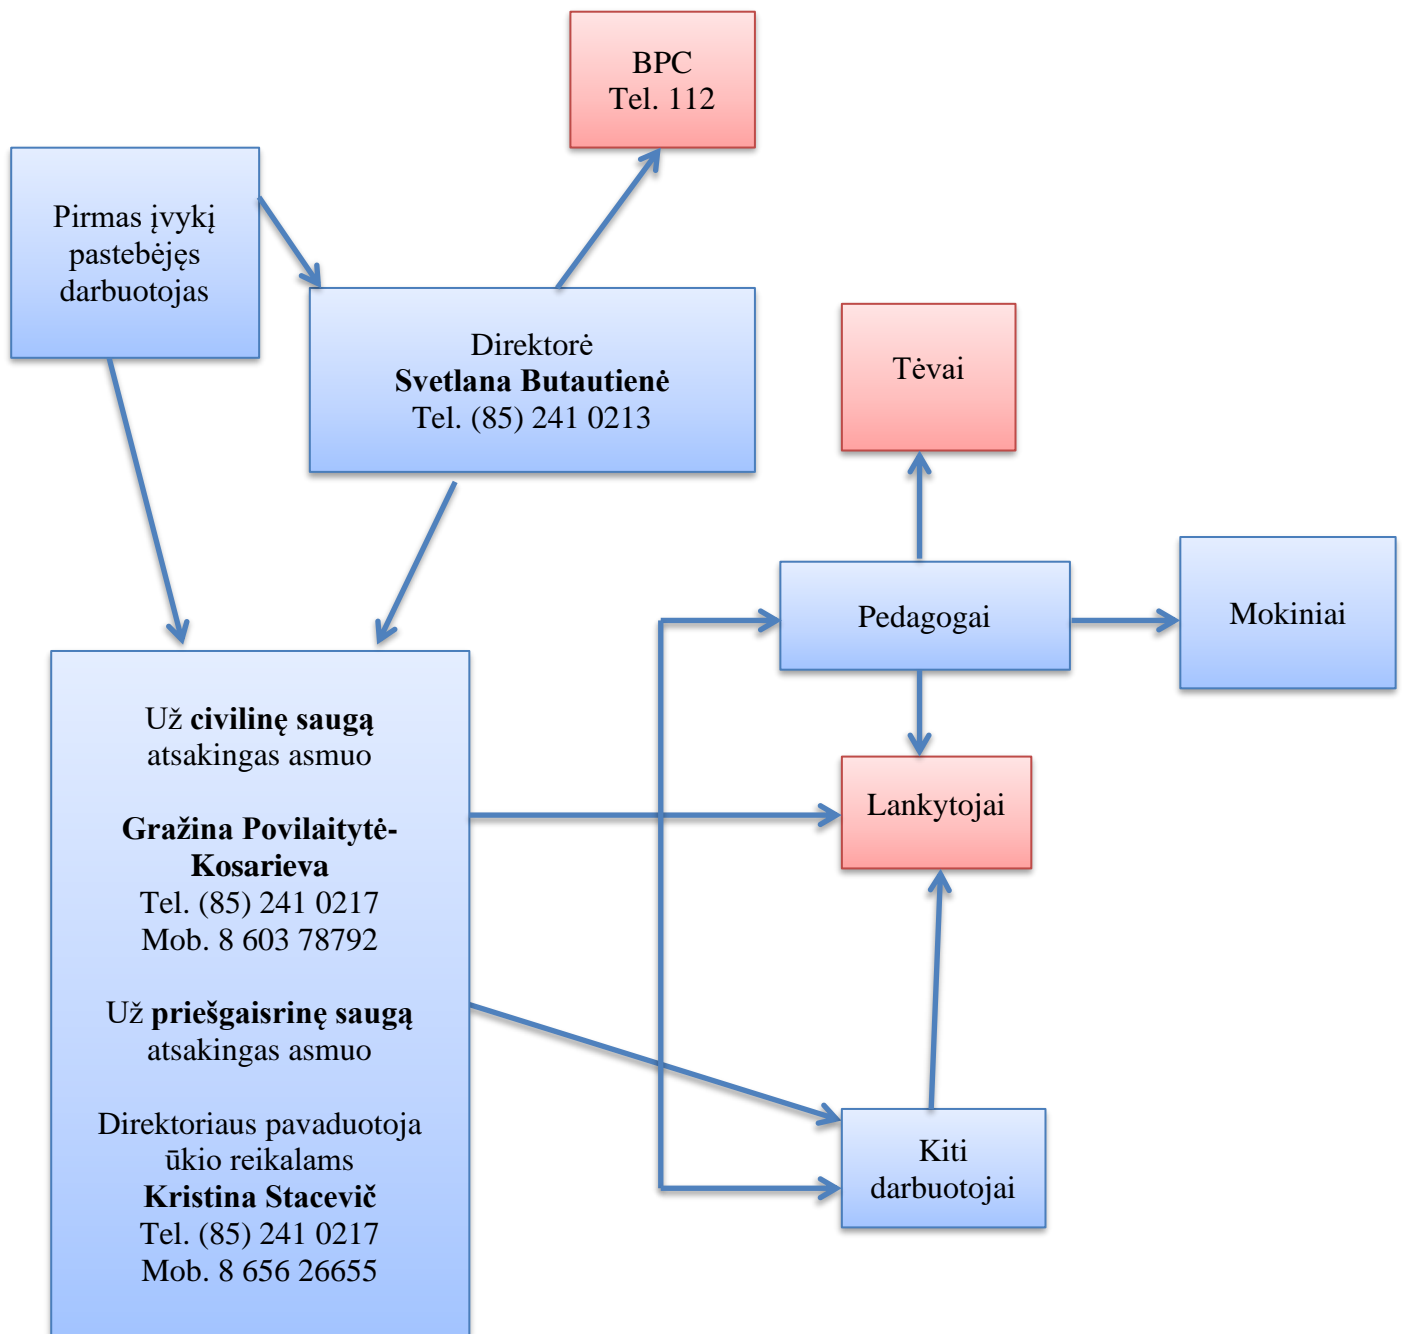 BPC
Tel. 112
Pirmas įvykį
pastebėjęs
darbuotojas
Direktorė
Svetlana Butautienė
Tel. (85) 241 0213
Tėvai
Pedagogai
Mokiniai
Už civilinę saugą
atsakingas asmuo
Gražina Povilaitytė-
Kosarieva
Tel. (85) 241 0217
Mob. 8 603 78792
Už priešgaisrinę saugą
atsakingas asmuo
Direktoriaus pavaduotoja
ūkio reikalams
Kristina Stacevič
Tel. (85) 241 0217
Mob. 8 656 26655
Lankytojai
Kiti
darbuotojai